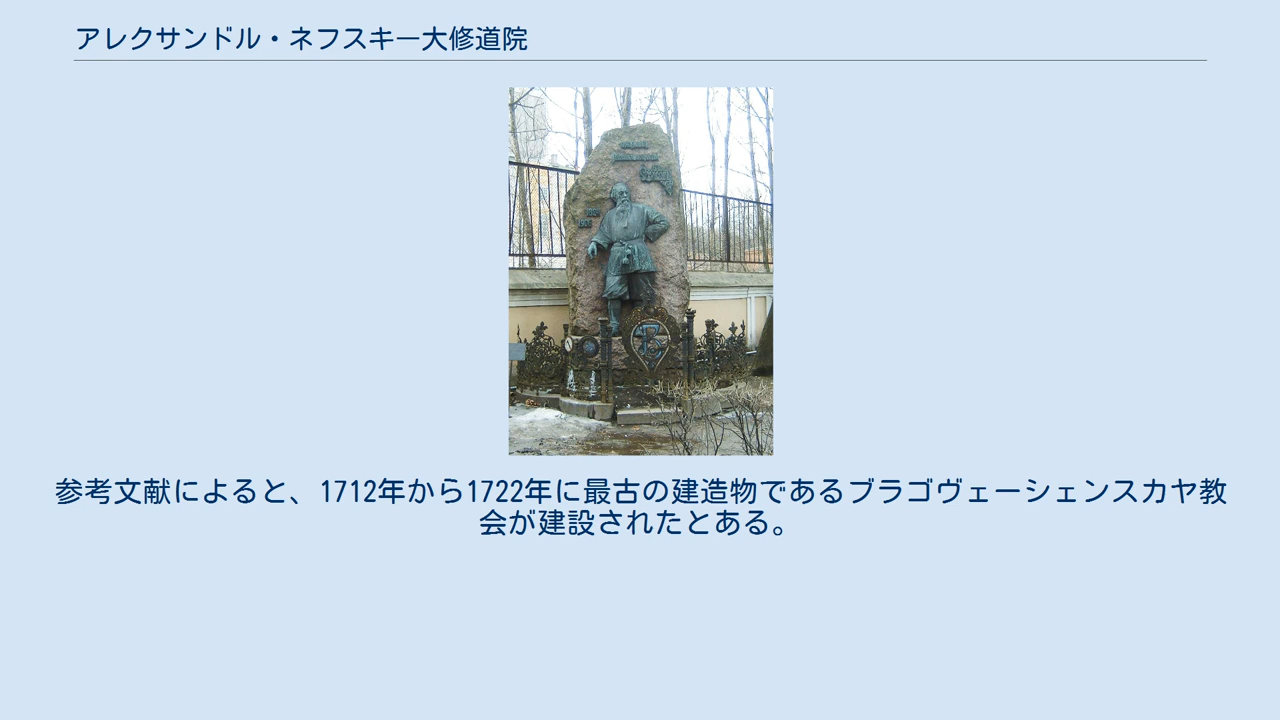 アレクサンドル・ネフスキー大修道院
参考文献によると、1712年から1722年に最古の建造物であるブラゴヴェーシェンスカヤ教
会が建設されたとある。